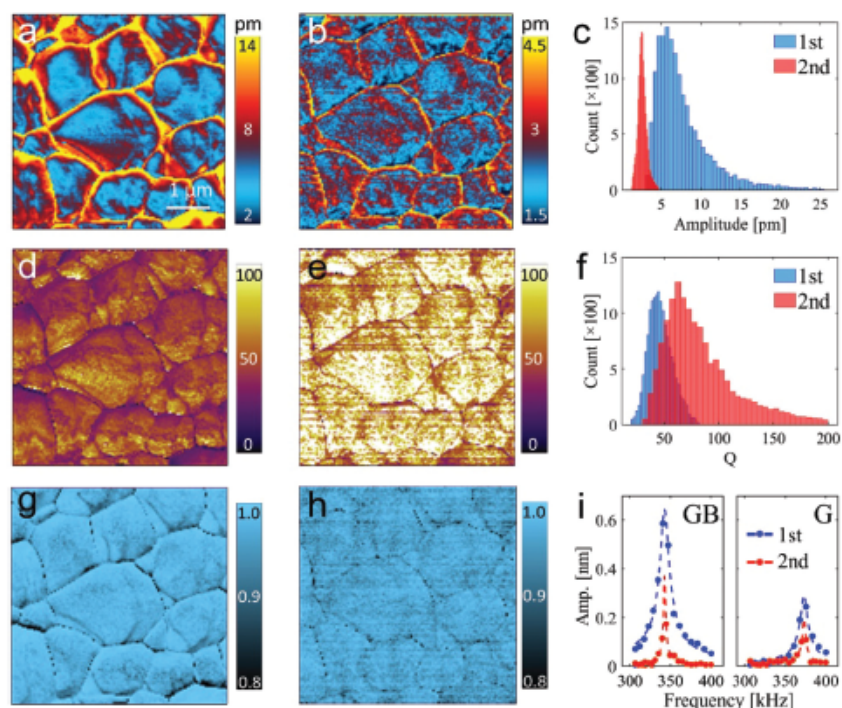 a
pm
14
8
2
1 μm
b
pm
4.5
3
1.5
c
15
10
5
0
Count [×100]
5 10 15 20 25
Amplitude [pm]
1st
2nd
d
100
50
0
e
100
50
0
f
15
10
5
0
Count [×100]
50 100 150 200
Q
1st
2nd
g
1.0
0.9
0.8
h
1.0
0.9
0.8
i
GB
G
0.6
0.4
0.2
0
Amp. [nm]
1st
2nd
300 350 400 300 350 400
Frequency [kHz]